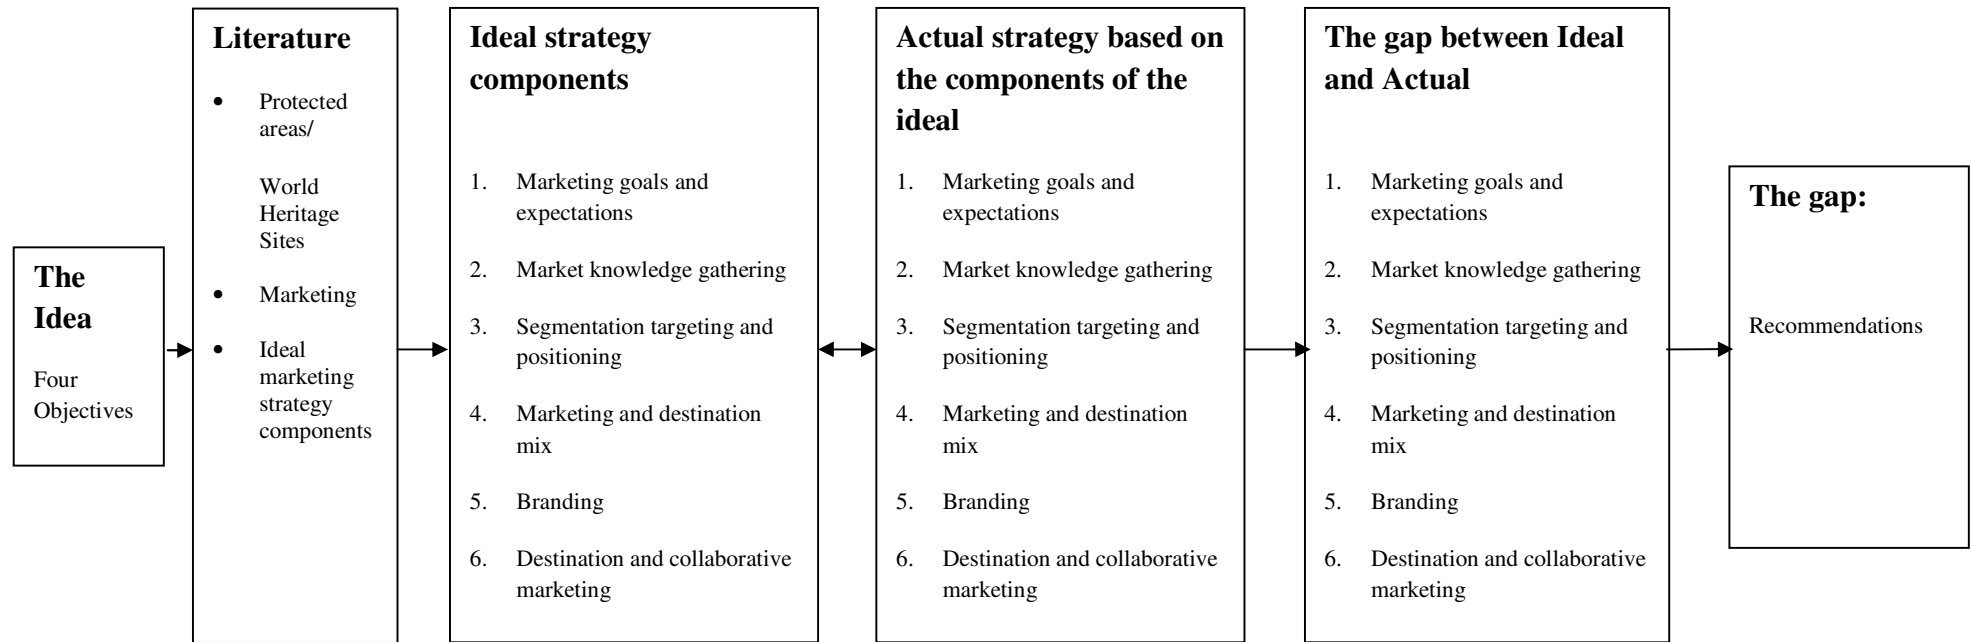 The
Idea
Four
Objectives
Literature
• Protected
areas/
World
Heritage
Sites
• Marketing
• Ideal
marketing
strategy
components
Ideal strategy
components
1. Marketing goals and
expectations
2. Market knowledge gathering
3. Segmentation targeting and
positioning
4. Marketing and destination
mix
5. Branding
6. Destination and collaborative
marketing
Actual strategy based on
the components of the
ideal
1. Marketing goals and
expectations
2. Market knowledge gathering
3. Segmentation targeting and
positioning
4. Marketing and destination
mix
5. Branding
6. Destination and collaborative
marketing
The gap between Ideal
and Actual
1. Marketing goals and
expectations
2. Market knowledge gathering
3. Segmentation targeting and
positioning
4. Marketing and destination
mix
5. Branding
6. Destination and collaborative
marketing
The gap:
Recommendations